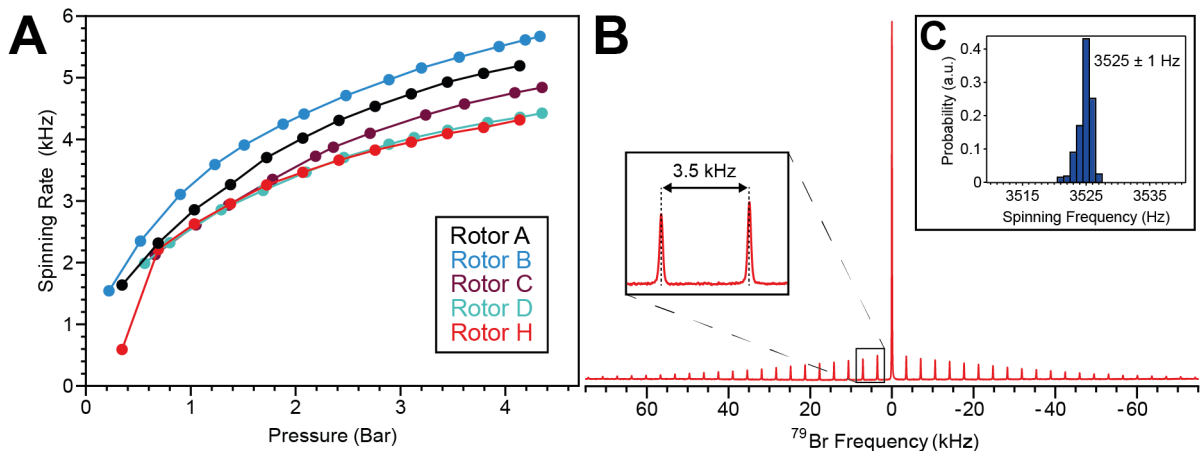 A
6
5
4
3
2
1
0
Spinning Rate (kHz)
0
1
2
3
4
Pressure (Bar)
Rotor A
Rotor B
Rotor C
Rotor D
Rotor H
B
3.5 kHz
60
40
20
0
-20
-40
-60
⁷⁹Br Frequency (kHz)
C
0.4
0.2
0.1
0
Probability (a.u.)
3525 ± 1 Hz
3515
3525
3535
Spinning Frequency (Hz)